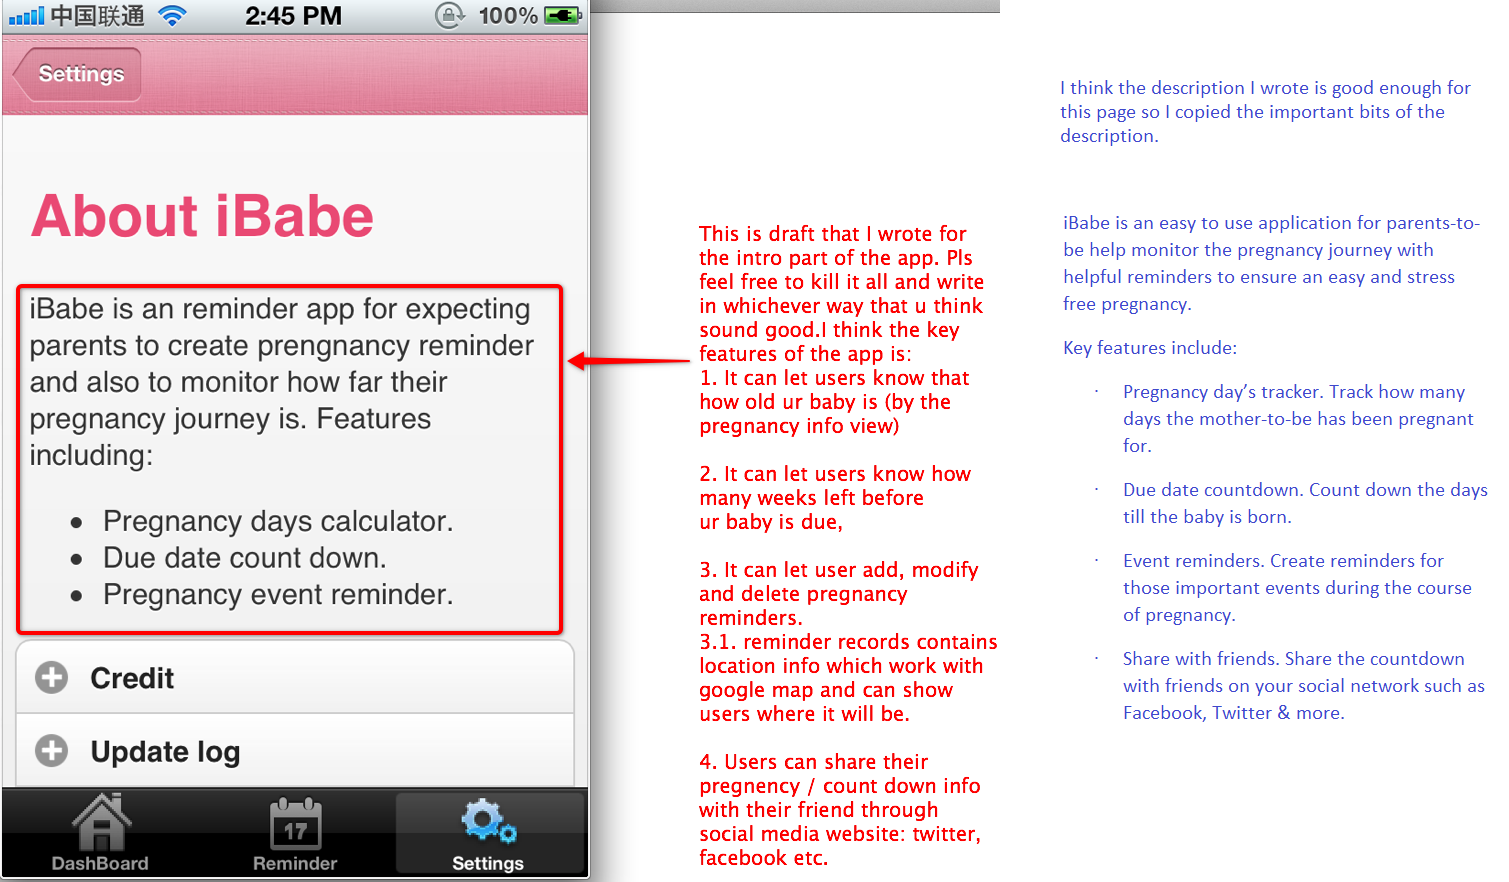 中国联通 2:45 PM 100%
Settings
About iBabe
iBabe is an reminder app for expecting
parents to create prengnancy reminder
and also to monitor how far their
pregnancy journey is. Features
including:
• Pregnancy days calculator.
• Due date count down.
• Pregnancy event reminder.
Credit
Update log
17
DashBoard Reminder Settings
This is draft that I wrote for
the intro part of the app. Pls
feel free to kill it all and write
in whichever way that u think
sound good.I think the key
features of the app is:
1. It can let users know that
how old ur baby is (by the
pregnancy info view)
2. It can let users know how
many weeks left before
ur baby is due,
3. It can let user add, modify
and delete pregnancy
reminders.
3.1. reminder records contains
location info which work with
google map and can show
users where it will be.
4. Users can share their
pregnency / count down info
with their friend through
social media website: twitter,
facebook etc.
I think the description I wrote is good enough for
this page so I copied the important bits of the
description.
iBabe is an easy to use application for parents-to-
be help monitor the pregnancy journey with
helpful reminders to ensure an easy and stress
free pregnancy.
Key features include:
· Pregnancy day’s tracker. Track how many
days the mother-to-be has been pregnant
for.
· Due date countdown. Count down the days
till the baby is born.
· Event reminders. Create reminders for
those important events during the course
of pregnancy.
· Share with friends. Share the countdown
with friends on your social network such as
Facebook, Twitter & more.